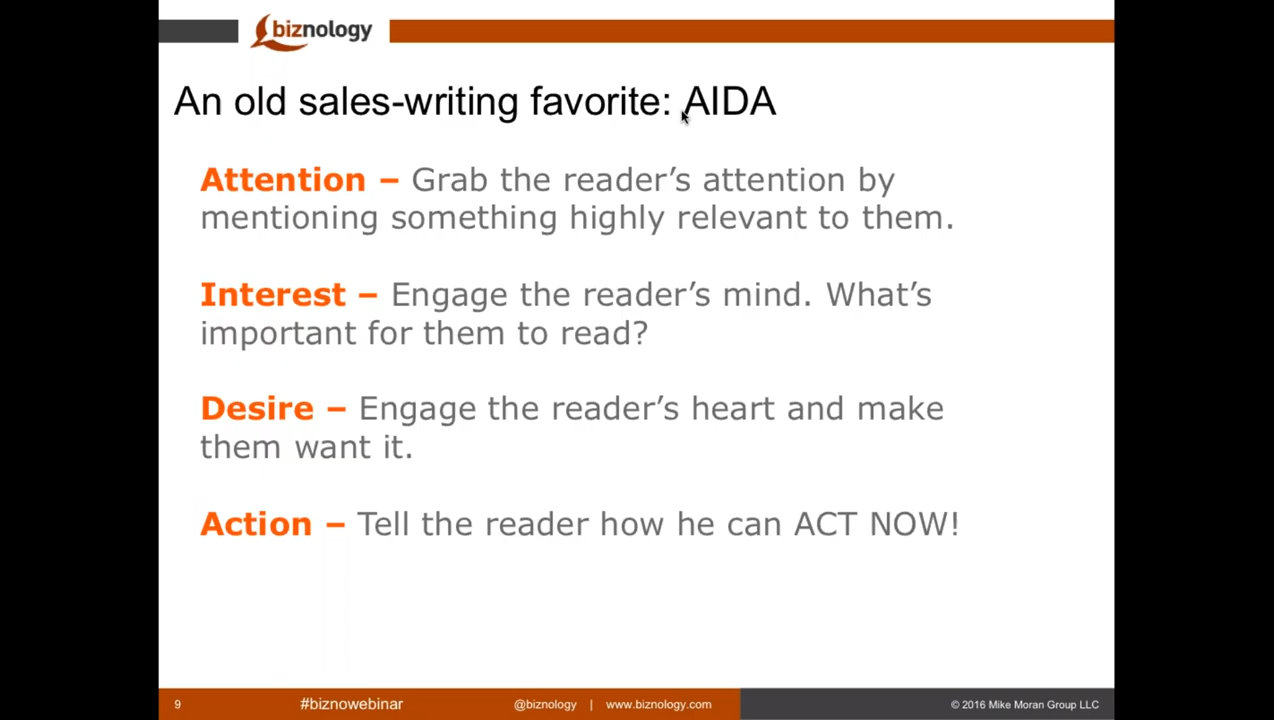 biznology
An old sales-writing favorite: AIDA
Attention – Grab the reader’s attention by
mentioning something highly relevant to them.
Interest – Engage the reader’s mind. What’s
important for them to read?
Desire – Engage the reader’s heart and make
them want it.
Action – Tell the reader how he can ACT NOW!
9 #biznowebinar @biznology | www.biznology.com © 2016 Mike Moran Group LLC